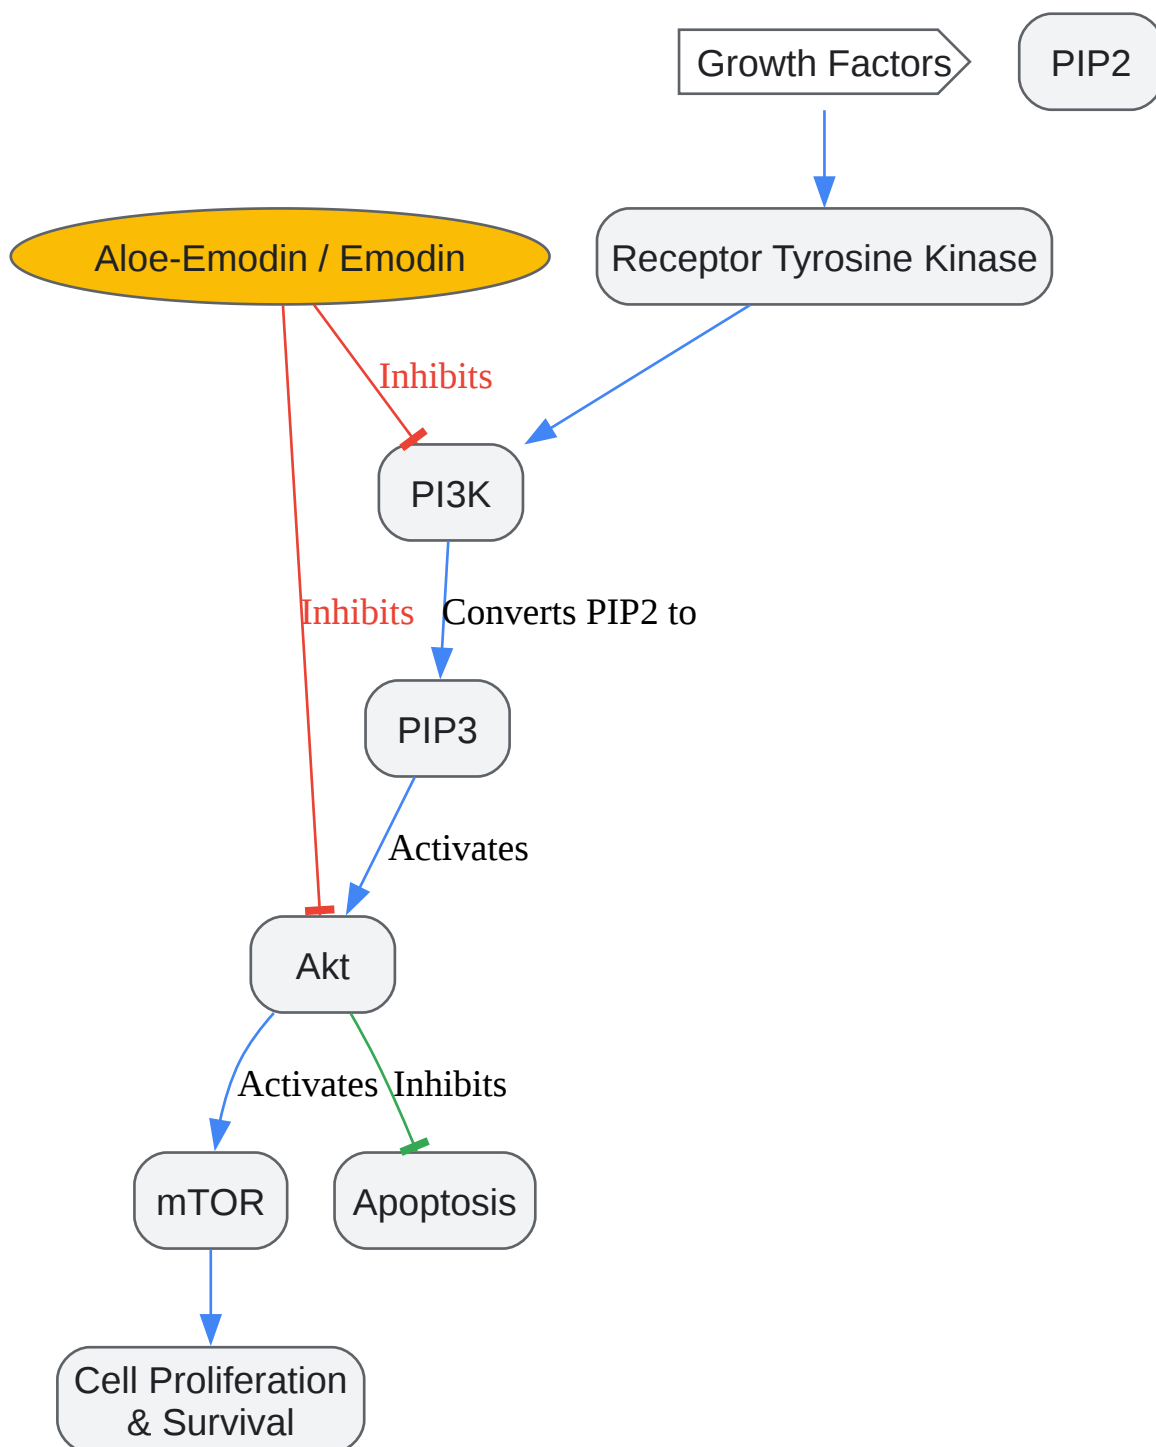 Growth Factors
PIP2
Aloe-Emodin / Emodin
Receptor Tyrosine Kinase
Inhibits
PI3K
Inhibits
Converts PIP2 to
PIP3
Activates
Akt
Activates
Inhibits
mTOR
Apoptosis
Cell Proliferation
& Survival